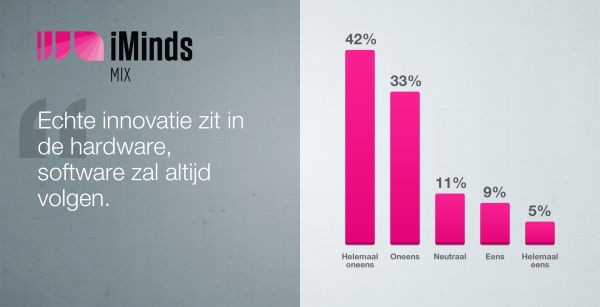 iMinds
MIX
Echte innovatie zit in
de hardware,
software zal altijd
volgen.
42%
33%
11%
9%
5%
Helemaal
oneens
Oneens
Neutraal
Eens
Helemaal
eens